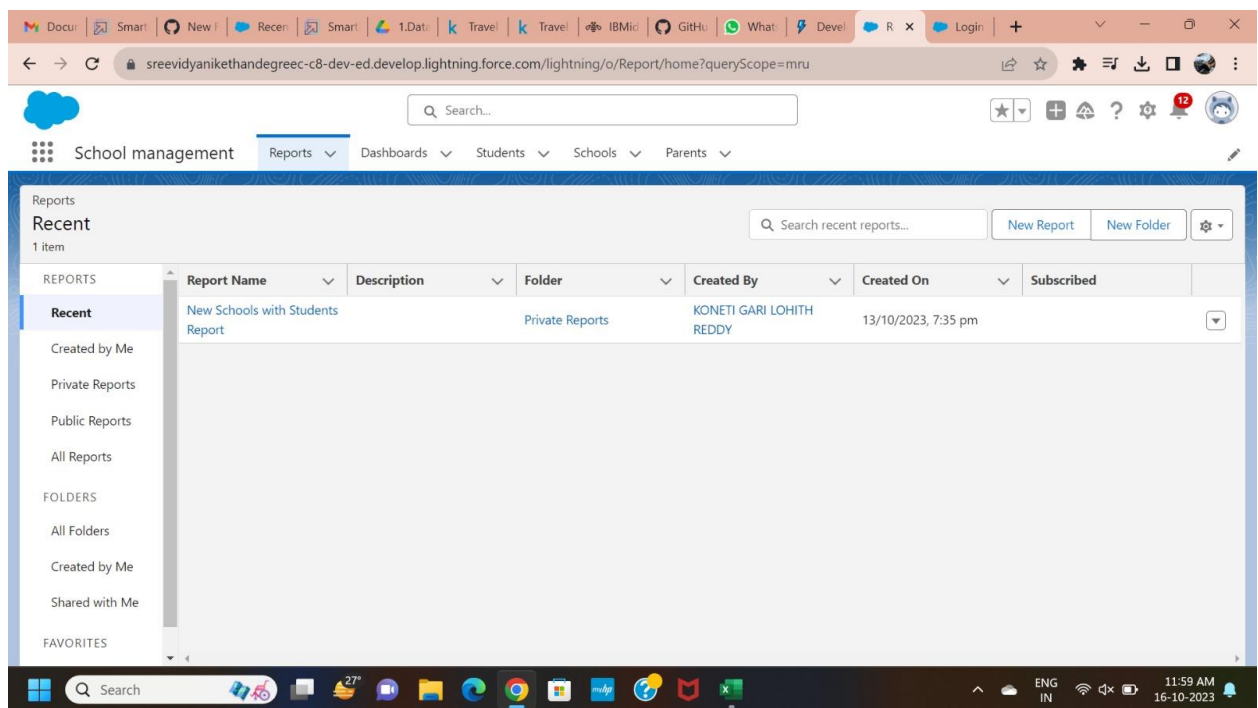 Docur Smart New F Recen Smart 1.Data Travel Travel IBMid GitHu What: Devel R Login
sreevidyanikethandegreec-c8-dev-ed.develop.lightning.force.com/lightning/o/Report/home?queryScope=mru
Search...
12
School management Reports Dashboards Students Schools Parents
Reports
Recent
1 item
Search recent reports...
New Report New Folder
REPORTS
Report Name Description Folder Created By Created On Subscribed
Recent
New Schools with Students
Report
Private Reports
KONETI GARI LOHITH
REDDY
13/10/2023, 7:35 pm
Created by Me
Private Reports
Public Reports
All Reports
FOLDERS
All Folders
Created by Me
Shared with Me
FAVORITES
Search
27°
myhp
ENG
IN
11:59 AM
16-10-2023